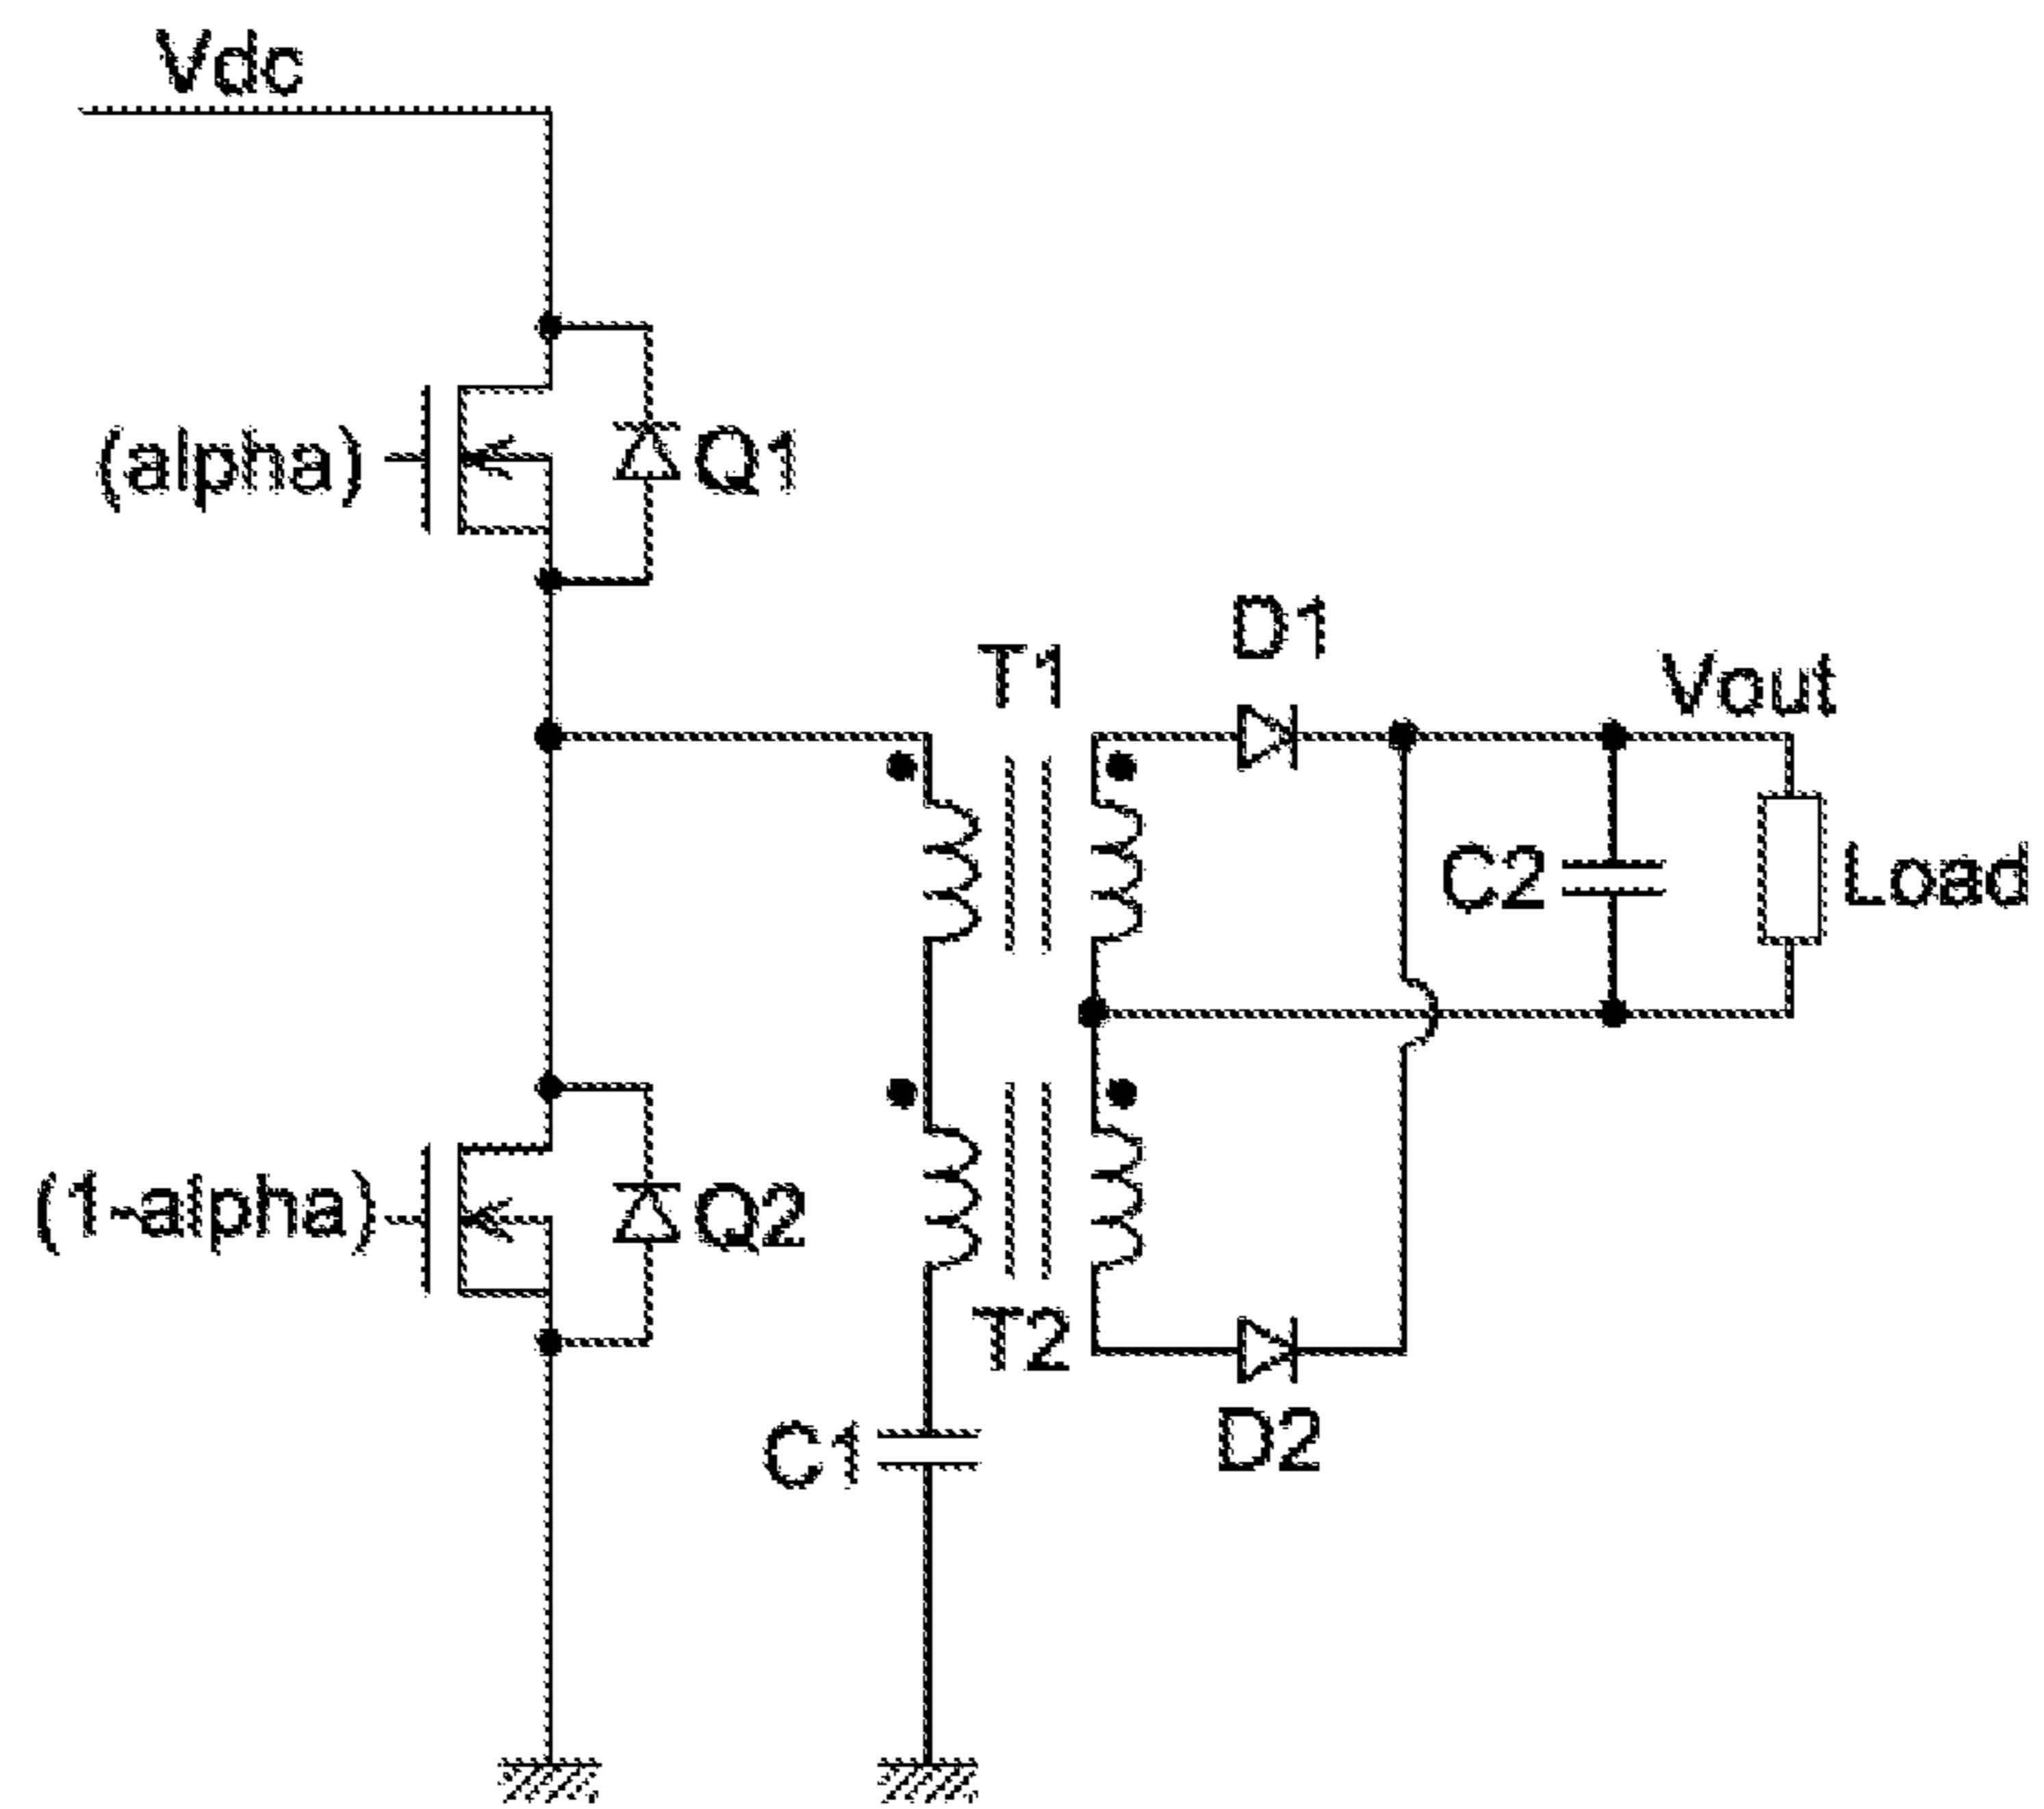 Vdc
(alpha)
Q1
T1
D1
Vout
C2
Load
(1-alpha)
Q2
T2
D2
C1